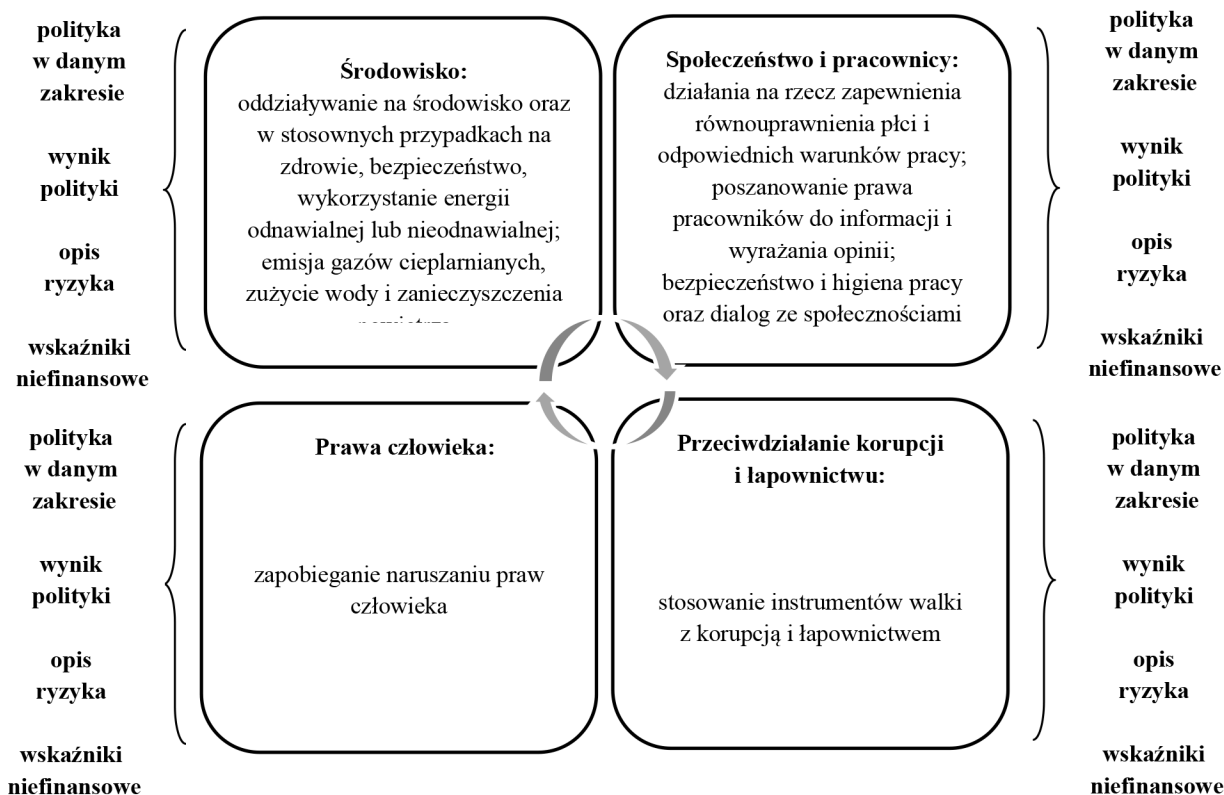 polityka
w danym
zakresie
wynik
polityki
opis
ryzyka
wskaźniki
niefinansowe
Środowisko:
oddziaływanie na środowisko oraz
w stosownych przypadkach na
zdrowie, bezpieczeństwo,
wykorzystanie energii
odnawialnej lub nieodnawialnej;
emisja gazów cieplarnianych,
zużycie wody i zanieczyszczenia
Społeczeństwo i pracownicy:
działania na rzecz zapewnienia
równouprawnienia płci i
odpowiednich warunków pracy;
poszanowanie prawa
pracowników do informacji i
wyrażania opinii;
bezpieczeństwo i higiena pracy
oraz dialog ze społecznościami
polityka
w danym
zakresie
wynik
polityki
opis
ryzyka
wskaźniki
niefinansowe
polityka
w danym
zakresie
wynik
polityki
opis
ryzyka
wskaźniki
niefinansowe
Prawa człowieka:
zapobieganie naruszaniu praw
człowieka
Przeciwdziałanie korupcji
i łapownictwu:
stosowanie instrumentów walki
z korupcją i łapownictwem
polityka
w danym
zakresie
wynik
polityki
opis
ryzyka
wskaźniki
niefinansowe